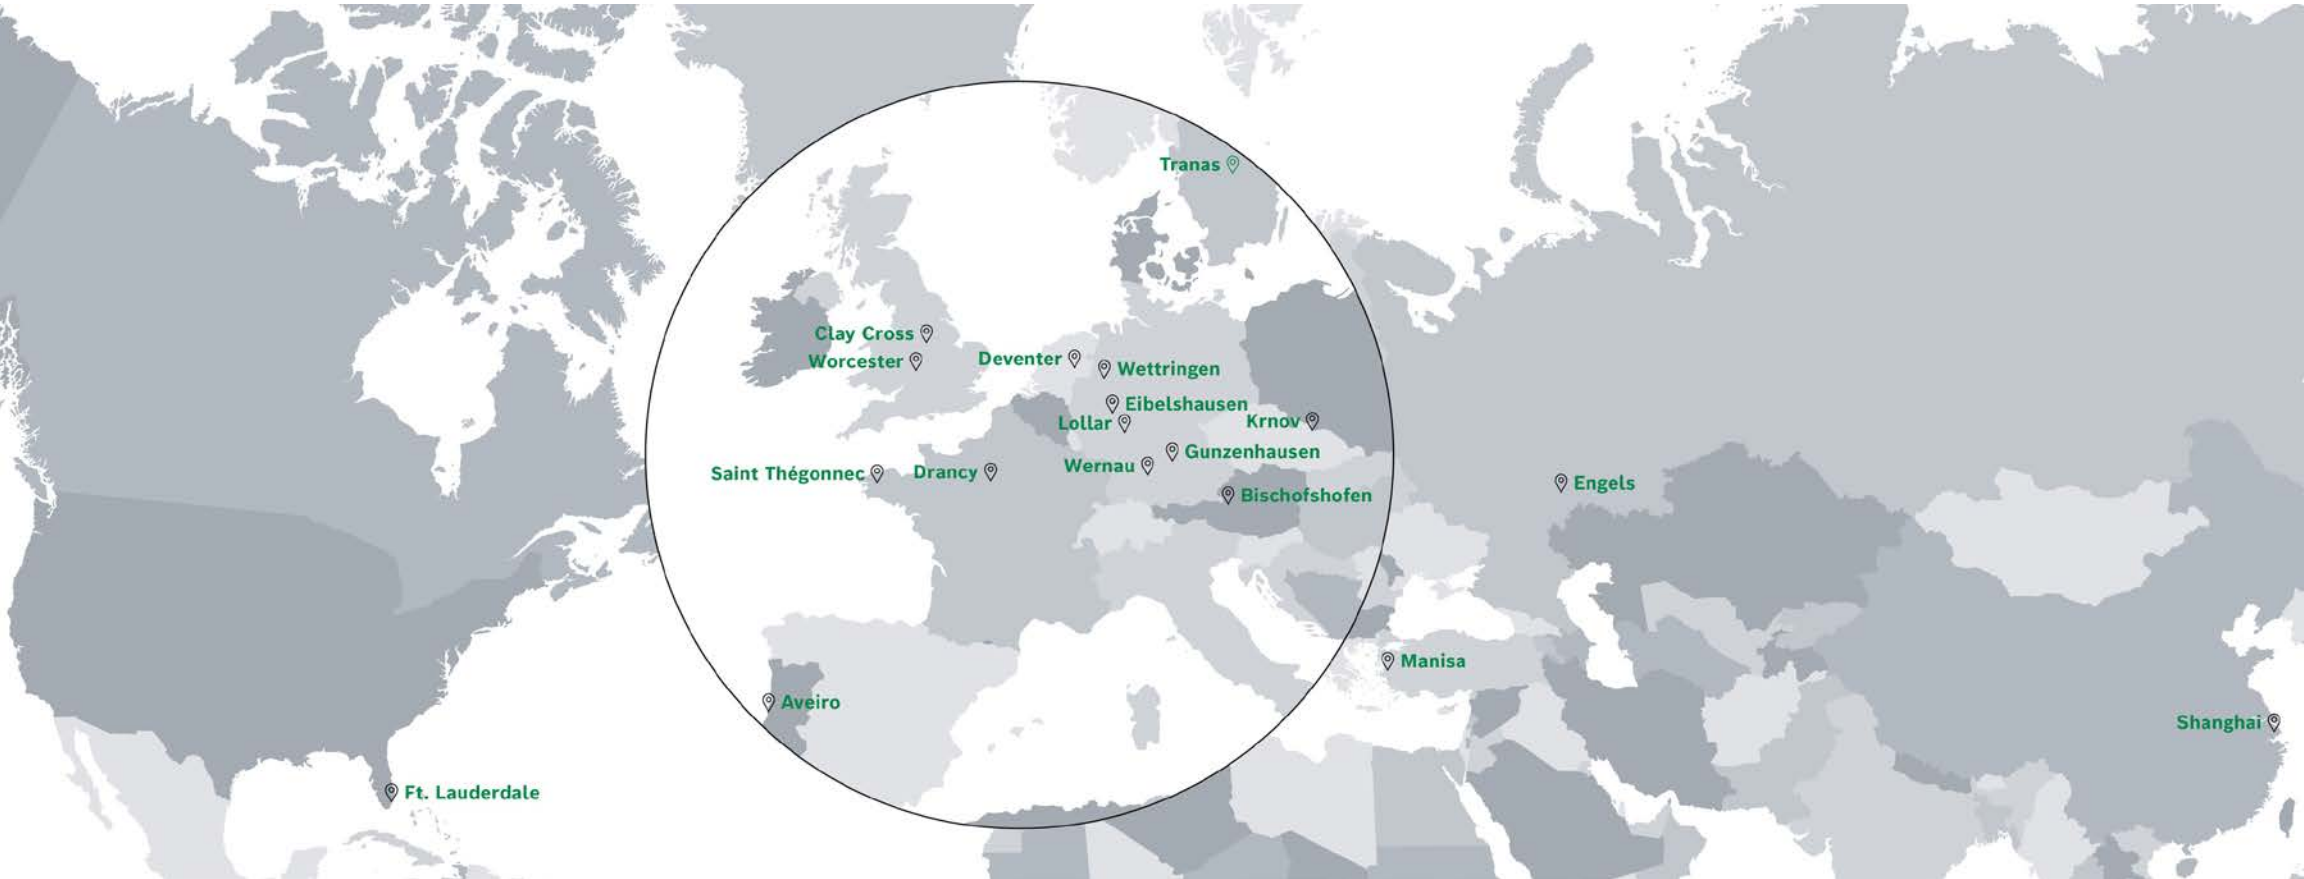 Tranas
Clay Cross
Worcester
Deventer
Wettringen
Eibelshausen
Lollar
Krnov
Gunzenhausen
Wernau
Saint Thégonnec
Drancy
Bischofshofen
Engels
Manisa
Aveiro
Shanghai
Ft. Lauderdale